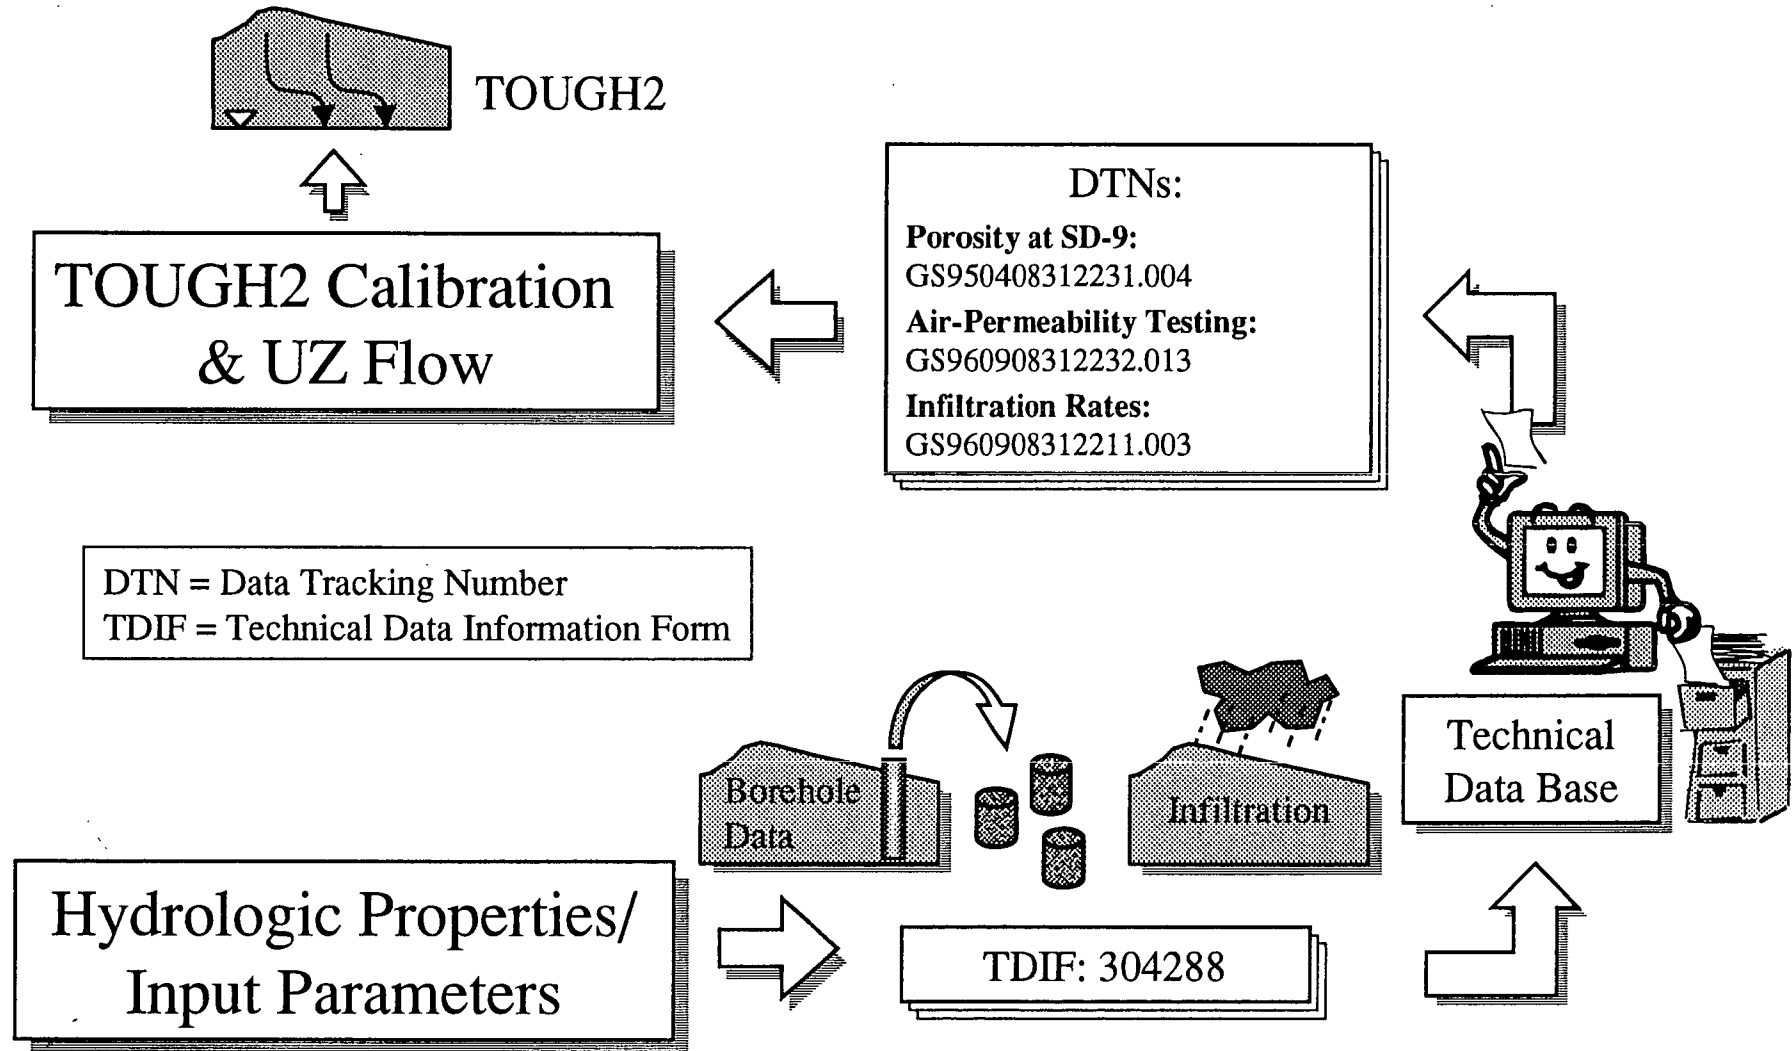 TOUGH2
TOUGH2 Calibration
& UZ Flow
DTNs:
Porosity at SD-9:
GS950408312231.004
Air-Permeability Testing:
GS960908312232.013
Infiltration Rates:
GS960908312211.003
DTN = Data Tracking Number
TDIF = Technical Data Information Form
Borehole
Data
Infiltration
Technical
Data Base
Hydrologic Properties/
Input Parameters
TDIF: 304288